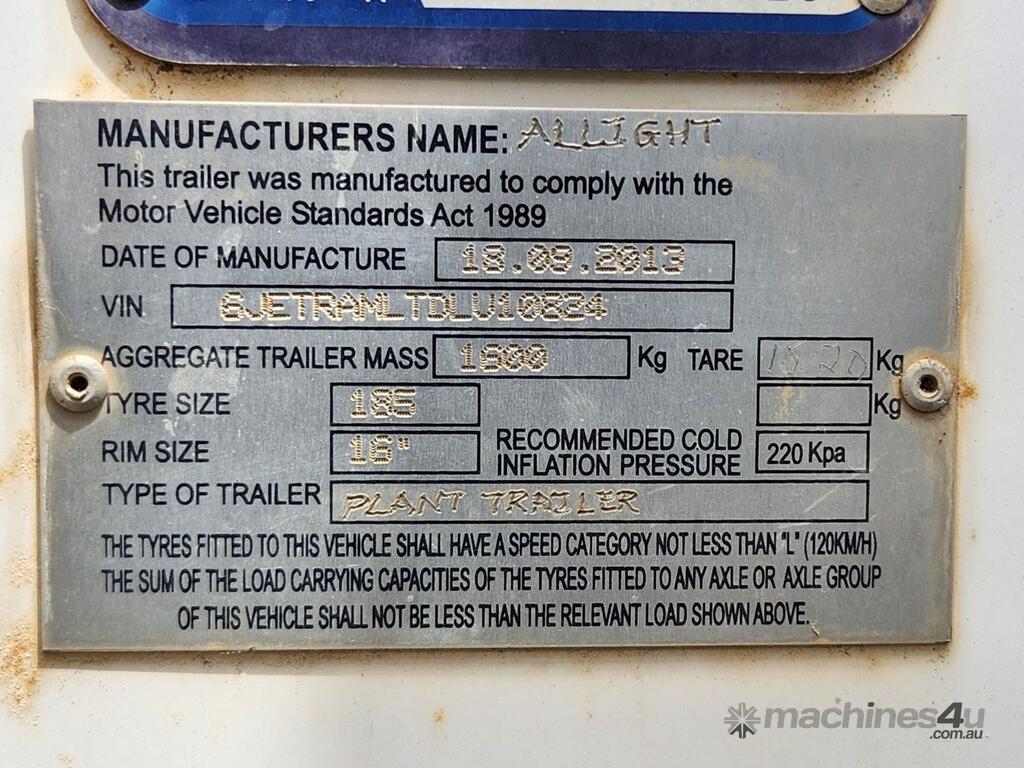 MANUFACTURERS NAME: ALLIGHT
This trailer was manufactured to comply with the
Motor Vehicle Standards Act 1989
DATE OF MANUFACTURE 18.09.2013
VIN 6JETRAMLTDLV10824
AGGREGATE TRAILER MASS 1800 Kg TARE 1520 Kg
TYRE SIZE 185 Kg
RIM SIZE 16" RECOMMENDED COLD INFLATION PRESSURE 220 Kpa
TYPE OF TRAILER PLANT TRAILER
THE TYRES FITTED TO THIS VEHICLE SHALL HAVE A SPEED CATEGORY NOT LESS THAN "L" (120KM/H)
THE SUM OF THE LOAD CARRYING CAPACITIES OF THE TYRES FITTED TO ANY AXLE OR AXLE GROUP
OF THIS VEHICLE SHALL NOT BE LESS THAN THE RELEVANT LOAD SHOWN ABOVE.
machines4u
.com.au